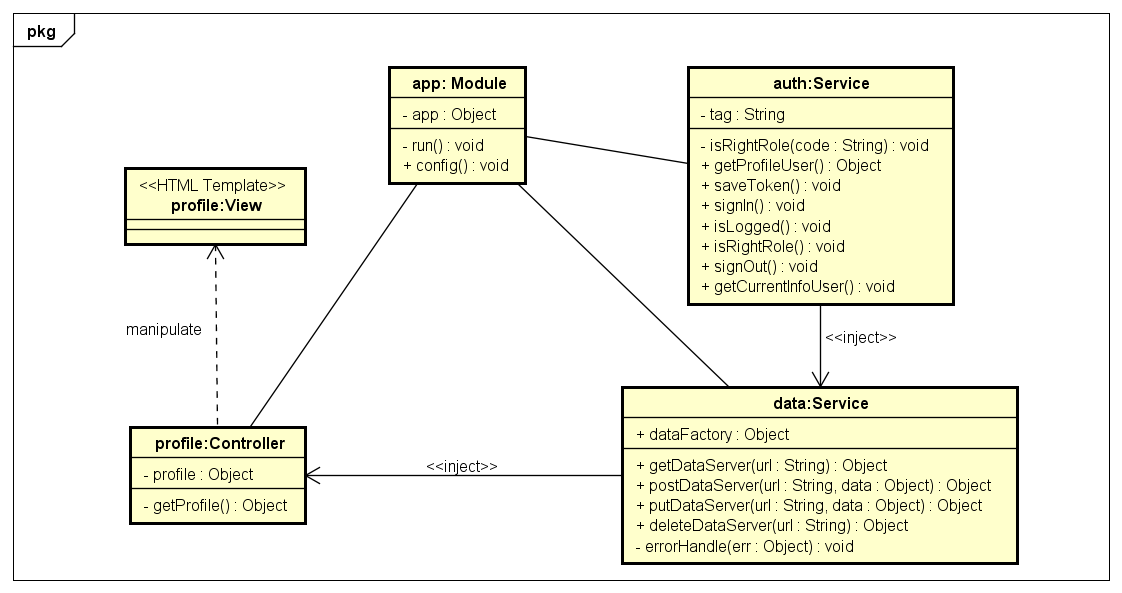 pkg
app: Module
- app : Object
- run() : void
+ config() : void
auth:Service
- tag : String
- isRightRole(code : String) : void
+ getProfileUser() : Object
+ saveToken() : void
+ signIn() : void
+ isLogged() : void
+ isRightRole() : void
+ signOut() : void
+ getCurrentInfoUser() : void
<<HTML Template>>
profile:View
manipulate
<<inject>>
profile:Controller
- profile : Object
- getProfile() : Object
<<inject>>
data:Service
+ dataFactory : Object
+ getDataServer(url : String) : Object
+ postDataServer(url : String, data : Object) : Object
+ putDataServer(url : String, data : Object) : Object
+ deleteDataServer(url : String) : Object
- errorHandle(err : Object) : void